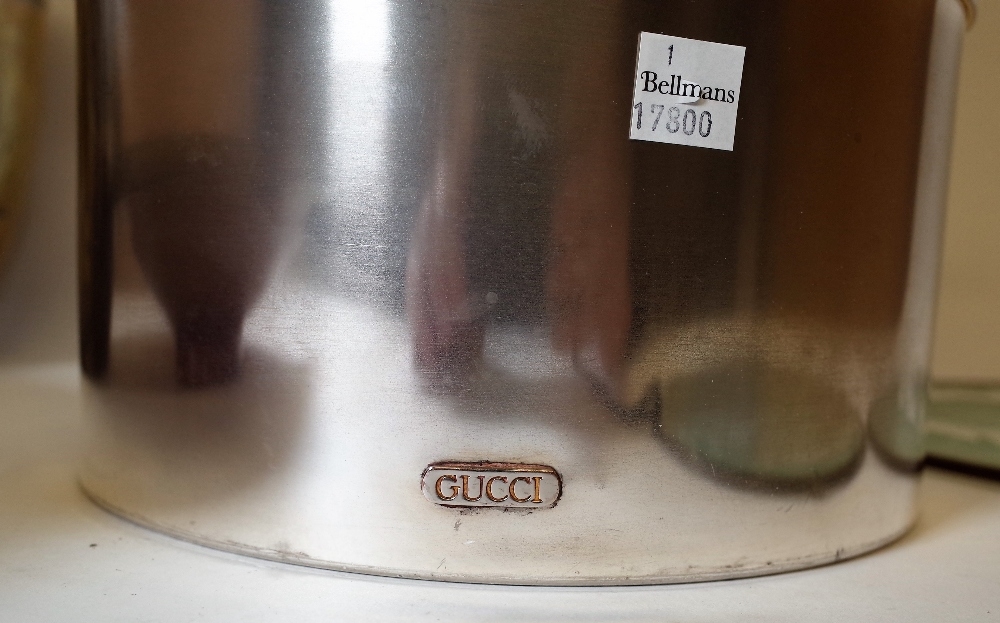 1
Bellmans
17800
GUCCI